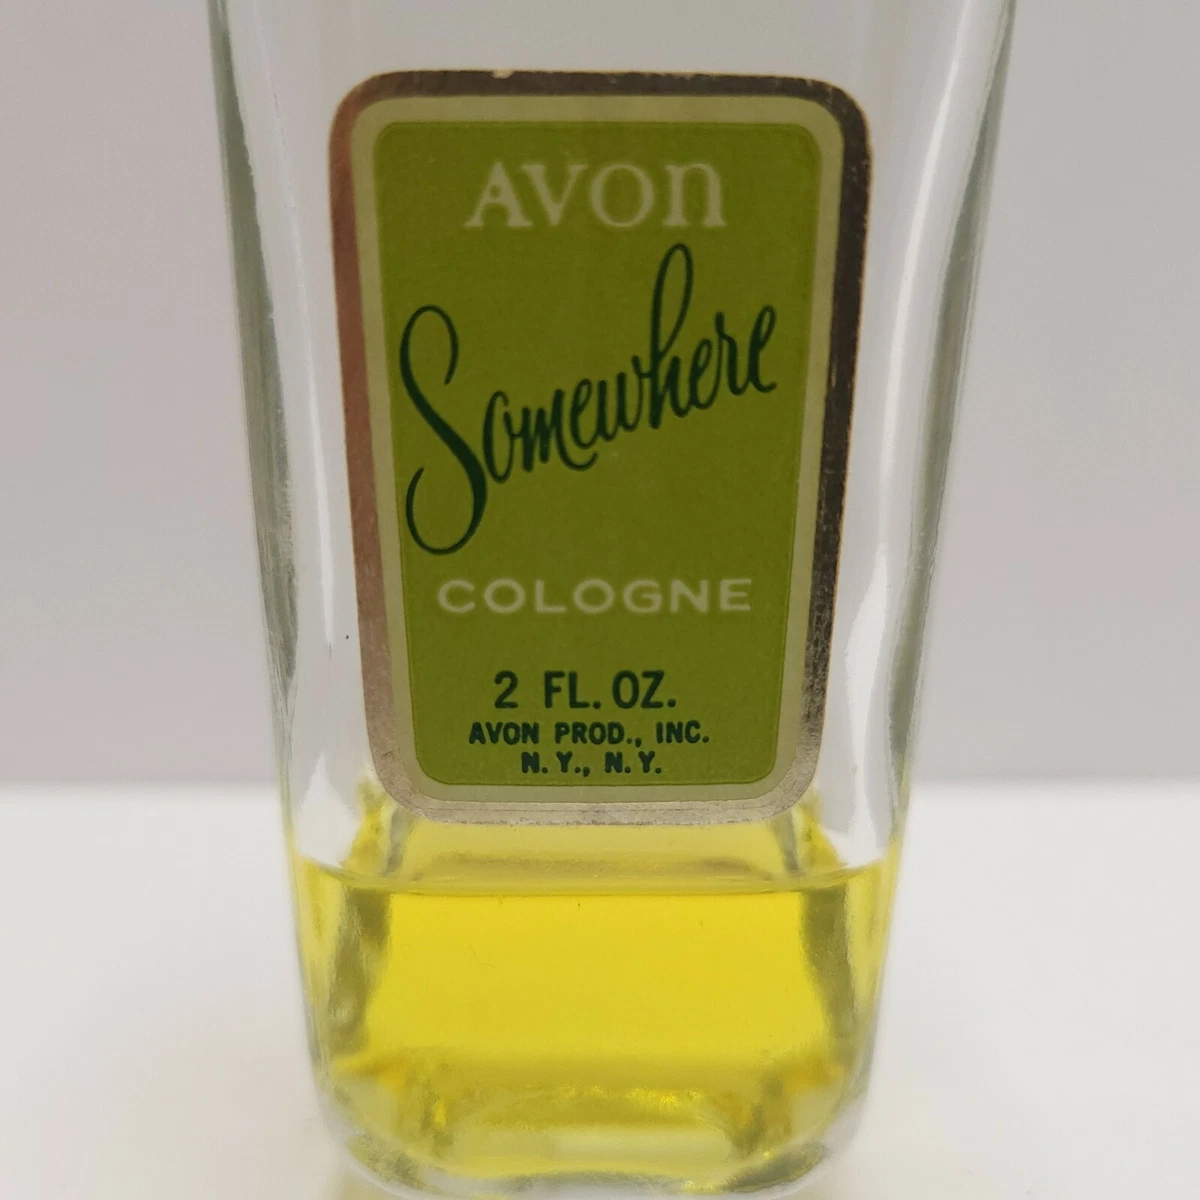 AVON
Somewhere
COLOGNE
2 FL. OZ.
AVON PROD., INC.
N. Y., N. Y.